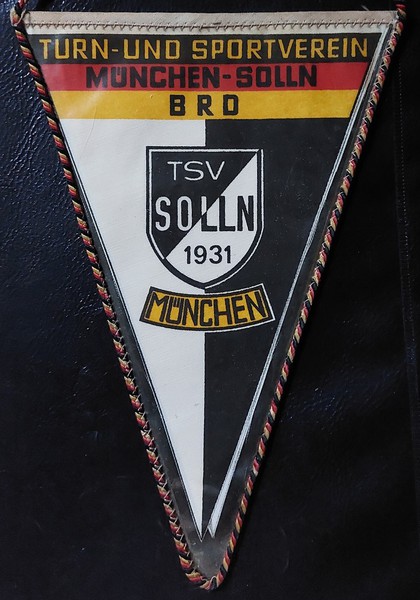 TURN-UND SPORTVEREIN
MÜNCHEN-SOLLN
BRD
TSV
SOLLN
1931
MÜNCHEN